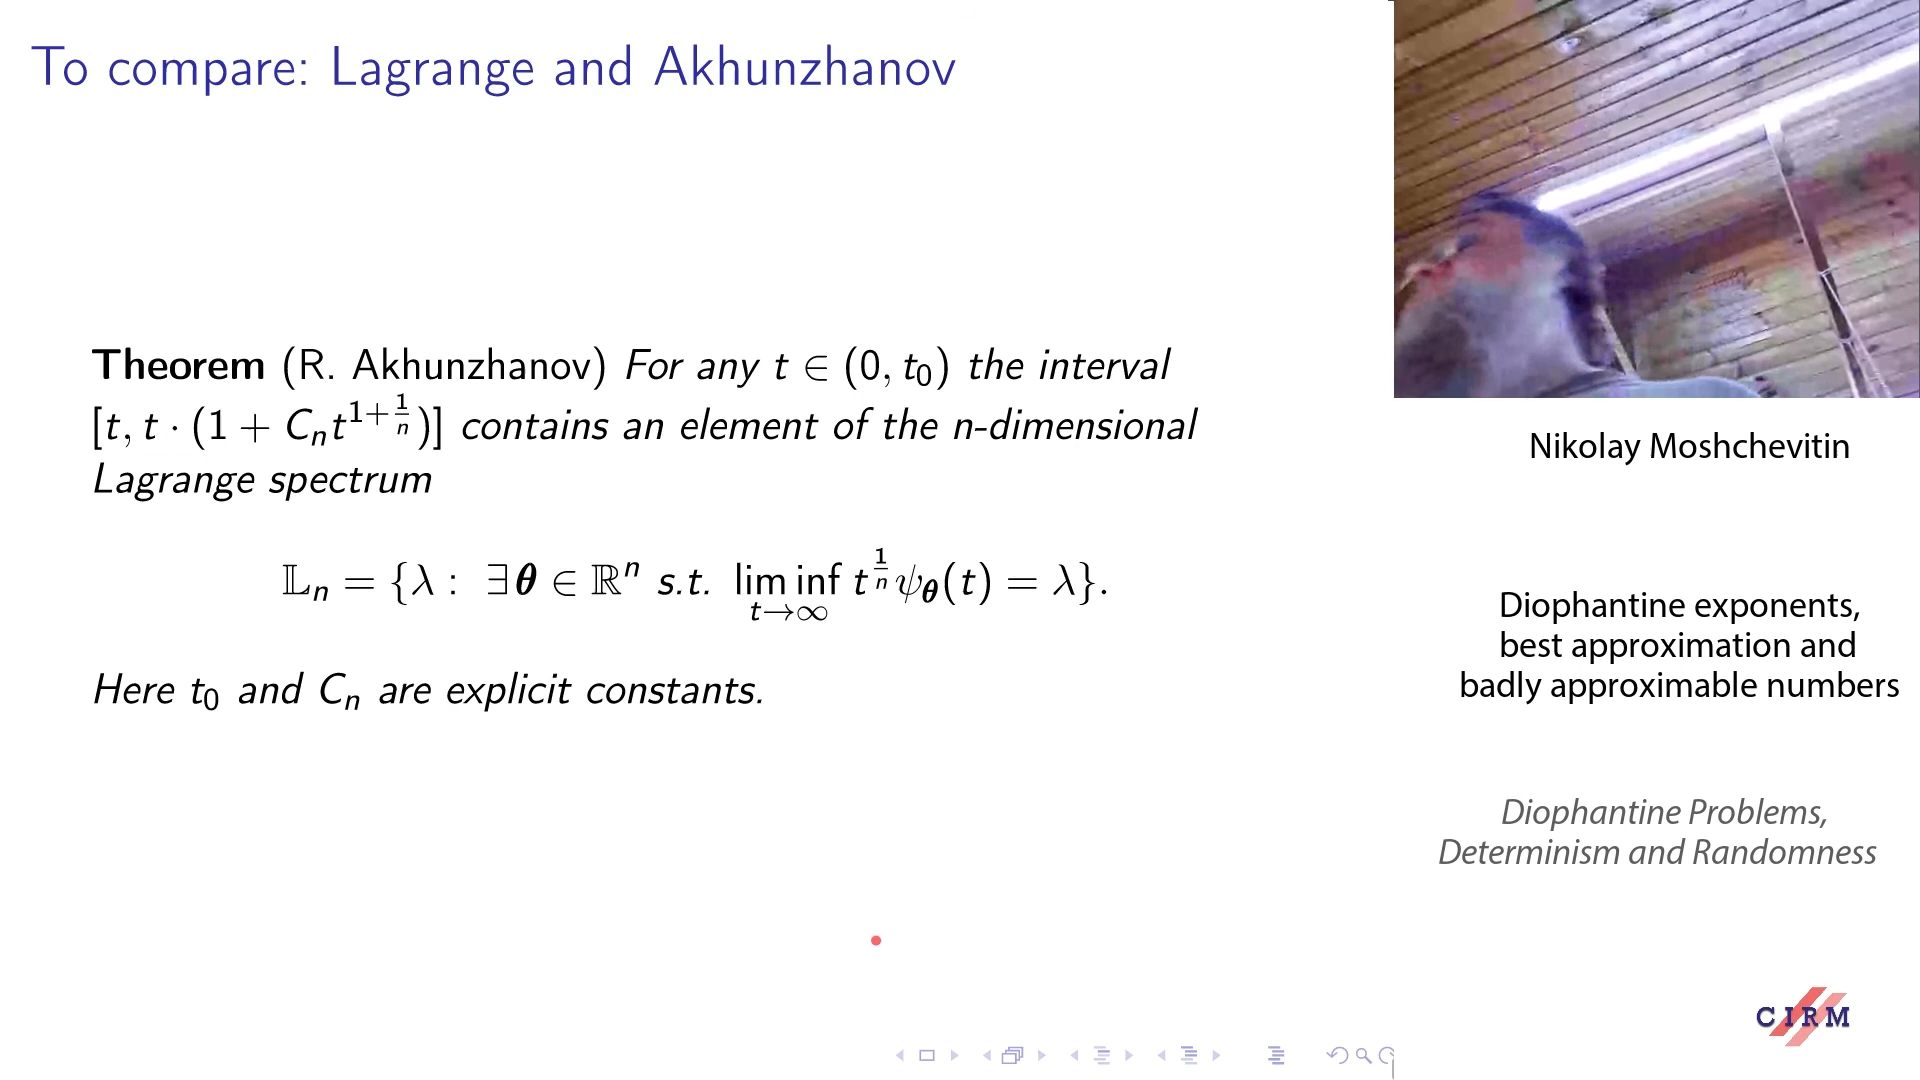 To compare: Lagrange and Akhunzhanov
Theorem (R. Akhunzhanov) For any t ∈ (0, t₀) the interval
[t, t · (1 + Cₙt^{1+\frac{1}{n}})] contains an element of the n-dimensional
Lagrange spectrum
𝕃ₙ = {λ : ∃θ ∈ ℝⁿ s.t. lim inf_{t→∞} t^{\frac{1}{n}} ψ_θ(t) = λ}.
Here t₀ and Cₙ are explicit constants.
Nikolay Moshchevitin
Diophantine exponents,
best approximation and
badly approximable numbers
Diophantine Problems,
Determinism and Randomness
CIRM